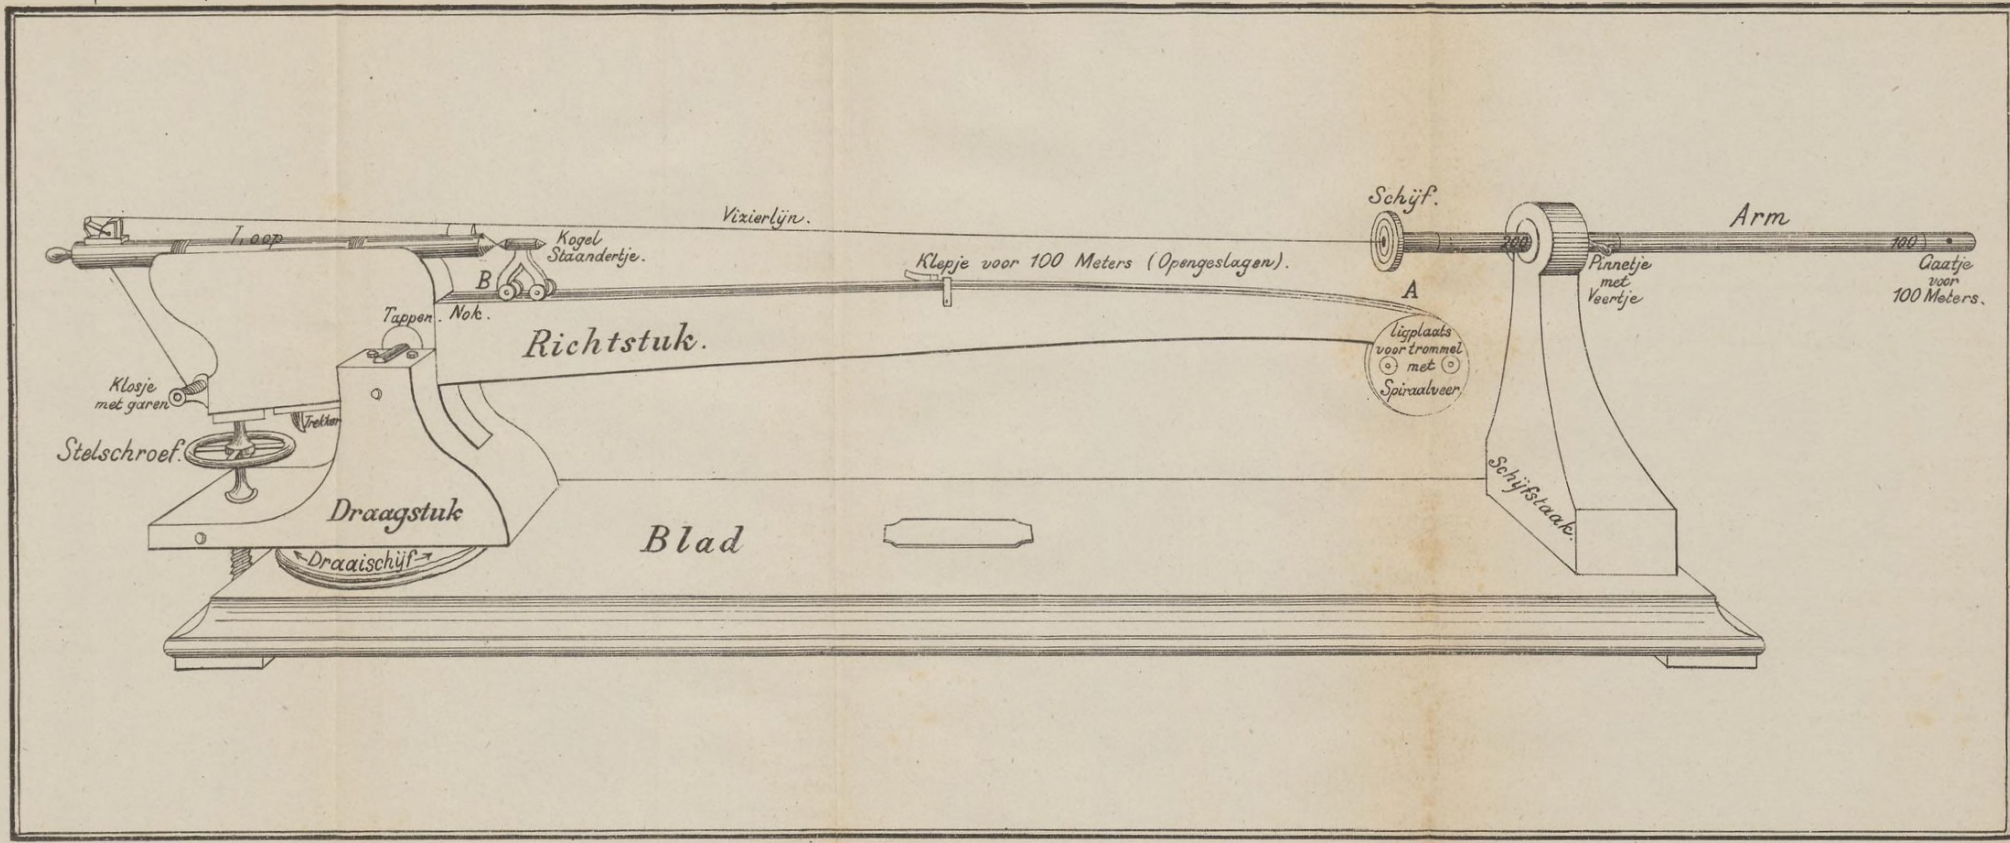 Schijf.
Vizierlijn.
Arm
Loop
Kogel
Staandertje.
200
100
Klepje voor 100 Meters (Opengeslagen).
Pinnetje
met
Veertje
Gaatje
voor
100 Meters.
B
A
Tappen.
Nok.
Richtstuk.
ligplaats
voor trommel
met
Spiraalveer
Klosje
met garen
Trekker
Stelschroef.
Schijfstaak.
Draagstuk
Blad
Draaischijf